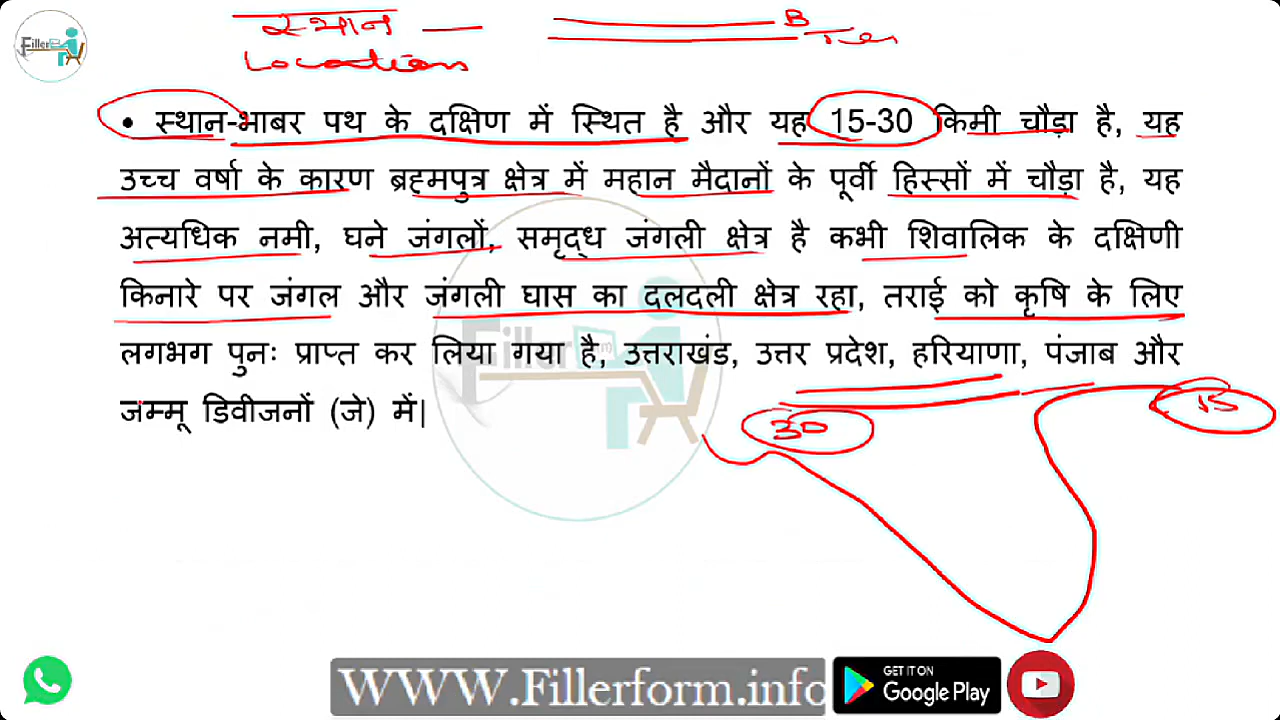 Filler
स्थान —
Location
B
Ter
• स्थान-भाबर पथ के दक्षिण में स्थित है और यह 15-30 किमी चौड़ा है, यह
उच्च वर्षा के कारण ब्रह्मपुत्र क्षेत्र में महान मैदानों के पूर्वी हिस्सों में चौड़ा है, यह
अत्यधिक नमी, घने जंगलों, समृद्ध जंगली क्षेत्र है कभी शिवालिक के दक्षिणी
किनारे पर जंगल और जंगली घास का दलदली क्षेत्र रहा, तराई को कृषि के लिए
लगभग पुनः प्राप्त कर लिया गया है, उत्तराखंड, उत्तर प्रदेश, हरियाणा, पंजाब और
जम्मू डिवीजनों (जे) में|
30
15
WWW.Fillerform.info
GET IT ON
Google Play